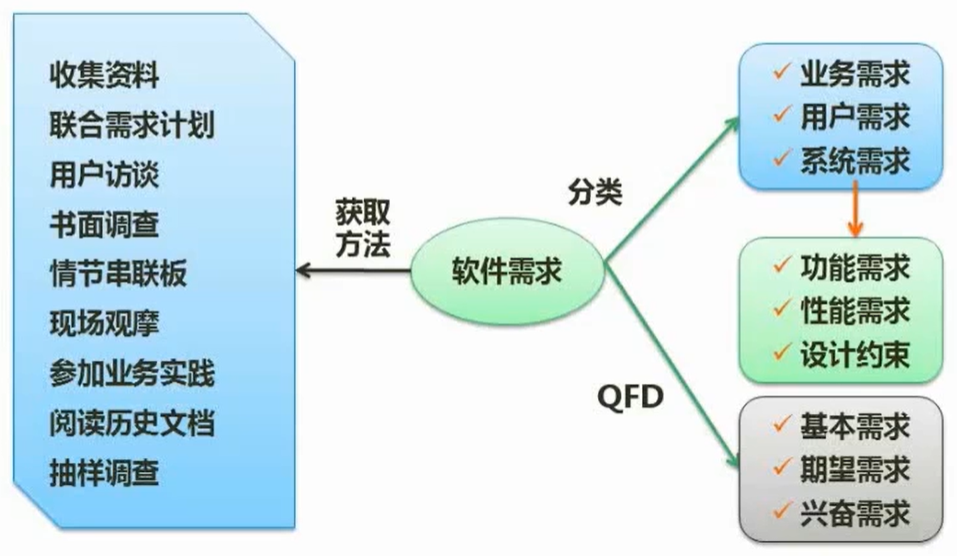 收集资料
联合需求计划
用户访谈
书面调查
情节串联板
现场观摩
参加业务实践
阅读历史文档
抽样调查
获取
方法
软件需求
分类
QFD
业务需求
用户需求
系统需求
功能需求
性能需求
设计约束
基本需求
期望需求
兴奋需求